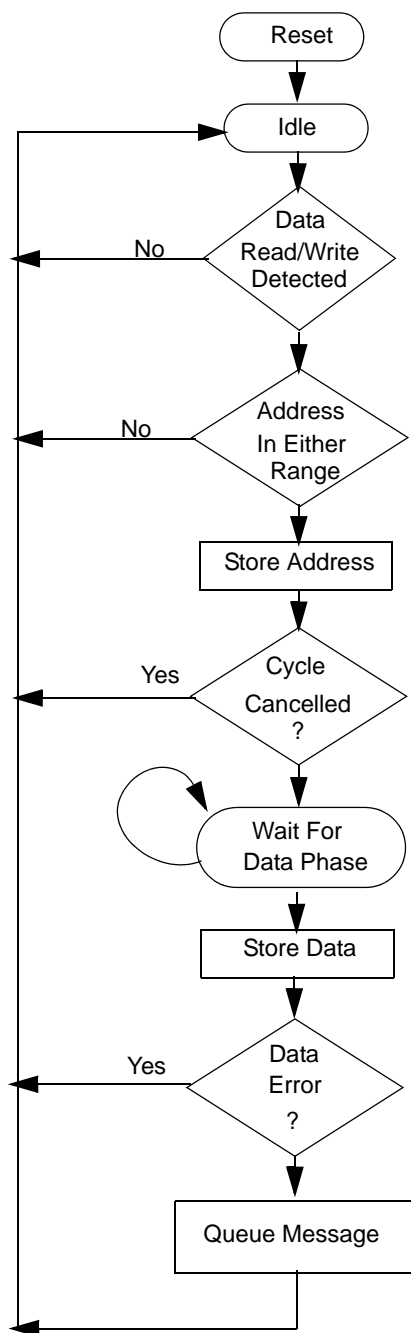 Reset
Idle
Data
Read/Write
Detected
No
Address
In Either
Range
No
Store Address
Cycle
Cancelled
?
Yes
Wait For
Data Phase
Store Data
Data
Error
?
Yes
Queue Message